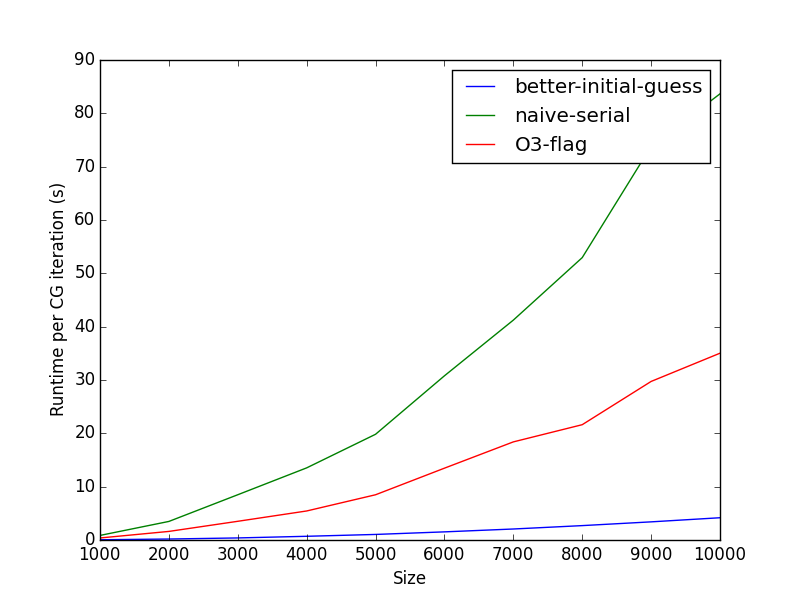 90
80
70
60
50
40
30
20
10
0
Runtime per CG iteration (s)
better-initial-guess
naive-serial
O3-flag
1000 2000 3000 4000 5000 6000 7000 8000 9000 10000
Size